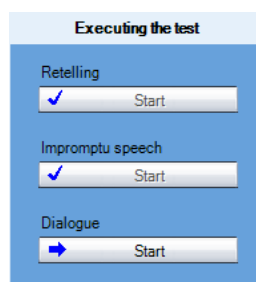 Executing the test
Retelling
Start
Impromptu speech
Start
Dialogue
Start